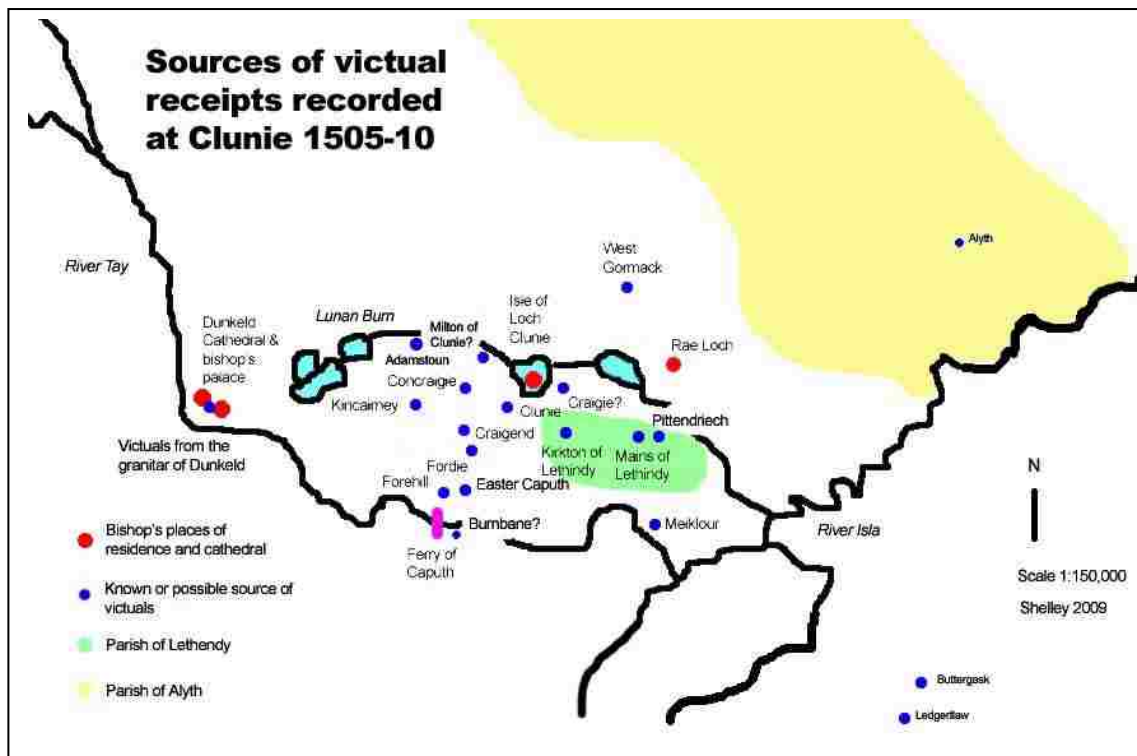 Sources of victual
receipts recorded
at Clunie 1505-10
River Tay
Dunkeld
Cathedral &
bishop's
palace
Lunan Burn
Milton of
Clunie?
Adamstoun
Isle of
Loch
Clunie
West
Gormack
Alyth
Rae Loch
Concraigie
Kincairney
Clunie
Craigie?
Pittendriech
Craigend
Kirkton of
Lethindy
Mains of
Lethindy
Victuals from the
granitar of Dunkeld
Fordie
Forehill
Easter Caputh
Burnbane?
Ferry of
Caputh
Meiklour
River Isla
N
Scale 1:150,000
Shelley 2009
Bishop's places of
residence and cathedral
Known or possible source of
victuals
Parish of Lethendy
Parish of Alyth
Buttergask
Ledgertlaw